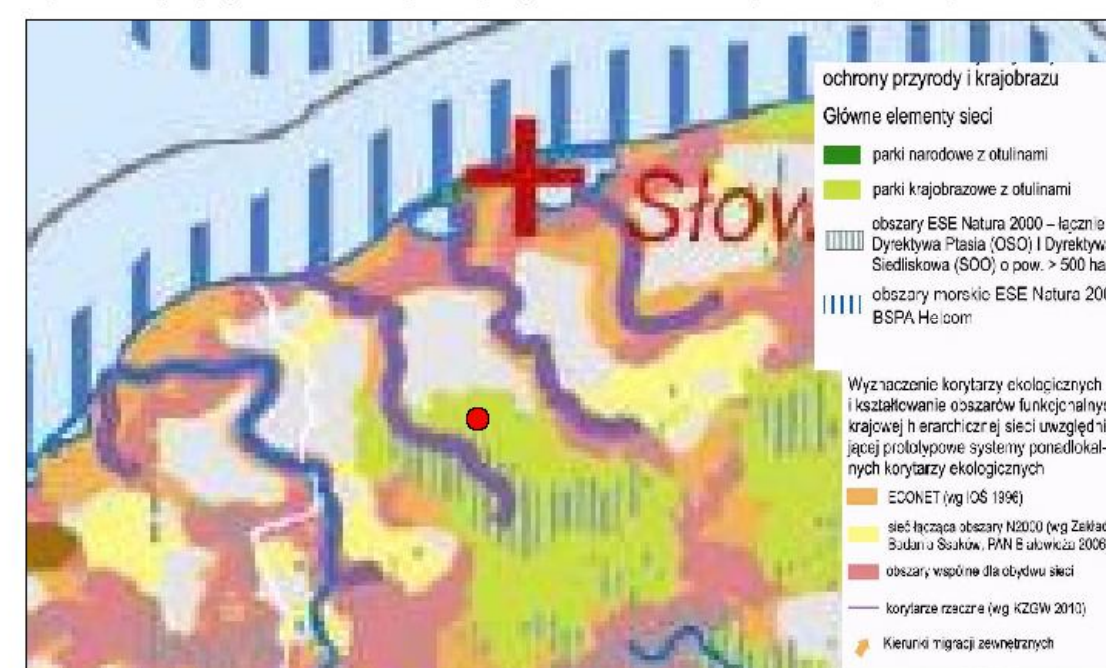 ochrony przyrody i krajobrazu
Główne elementy sieci
parki narodowe z otulinami
parki krajobrazowe z otulinami
obszary ESE Natura 2000 – łącznie
Dyrektywa Ptasia (OSO) I Dyrektyw
Siedliskowa (SOO) o pow. > 500 ha
obszary morskie ESE Natura 200
BSPA Helcom
Słow
Wyznaczenie korytarzy ekologicznych
i kształtowanie obszarów funkcjonalny
krajowej hierarchicznej sieci uwzględni
jącej prototypowe systemy ponadlokal-
nych korytarzy ekologicznych
ECONET (wg IOŚ 1996)
sieć łącząca obszary N2000 (wg Zakład
Badania Ssaków, PAN Białowieża 2006
obszary wspólne dla obydwu sieci
korytarze rzeczne (wg KZGW 2010)
Kierunki migracji zewnętrznych